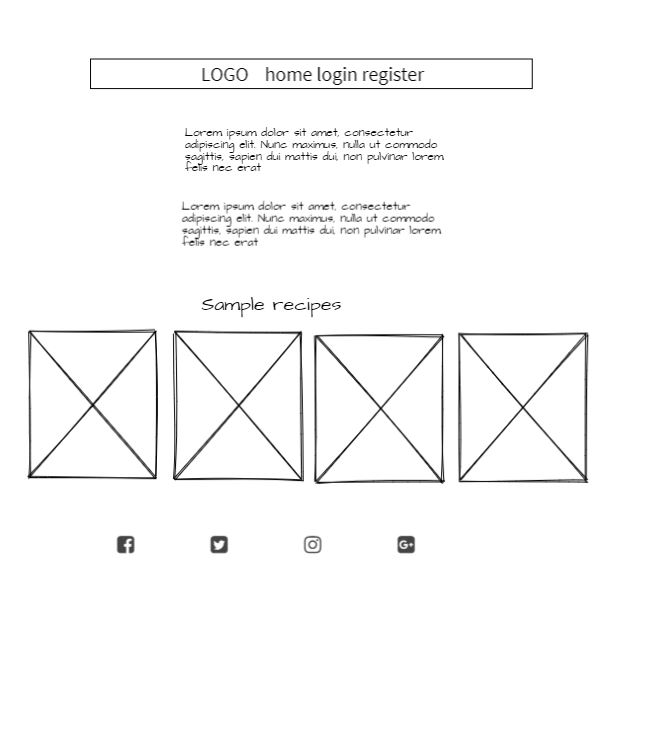 LOGO home login register
Lorem ipsum dolor sit amet, consectetur
adipiscing elit. Nunc maximus, nulla ut commodo
sagittis, sapien dui mattis dui, non pulvinar lorem
felis nec erat
Lorem ipsum dolor sit amet, consectetur
adipiscing elit. Nunc maximus, nulla ut commodo
sagittis, sapien dui mattis dui, non pulvinar lorem
felis nec erat
Sample recipes